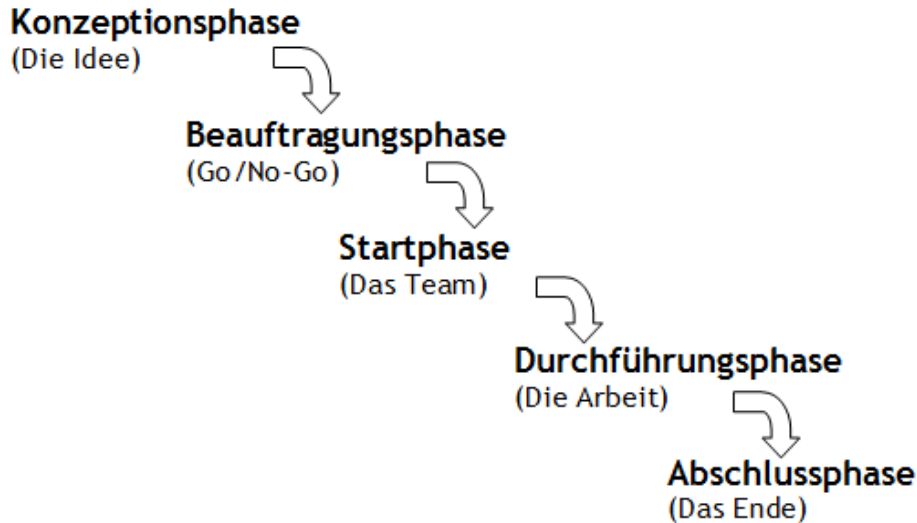 Konzeptionsphase
(Die Idee)
Beauftragungsphase
(Go/No-Go)
Startphase
(Das Team)
Durchführungsphase
(Die Arbeit)
Abschlussphase
(Das Ende)